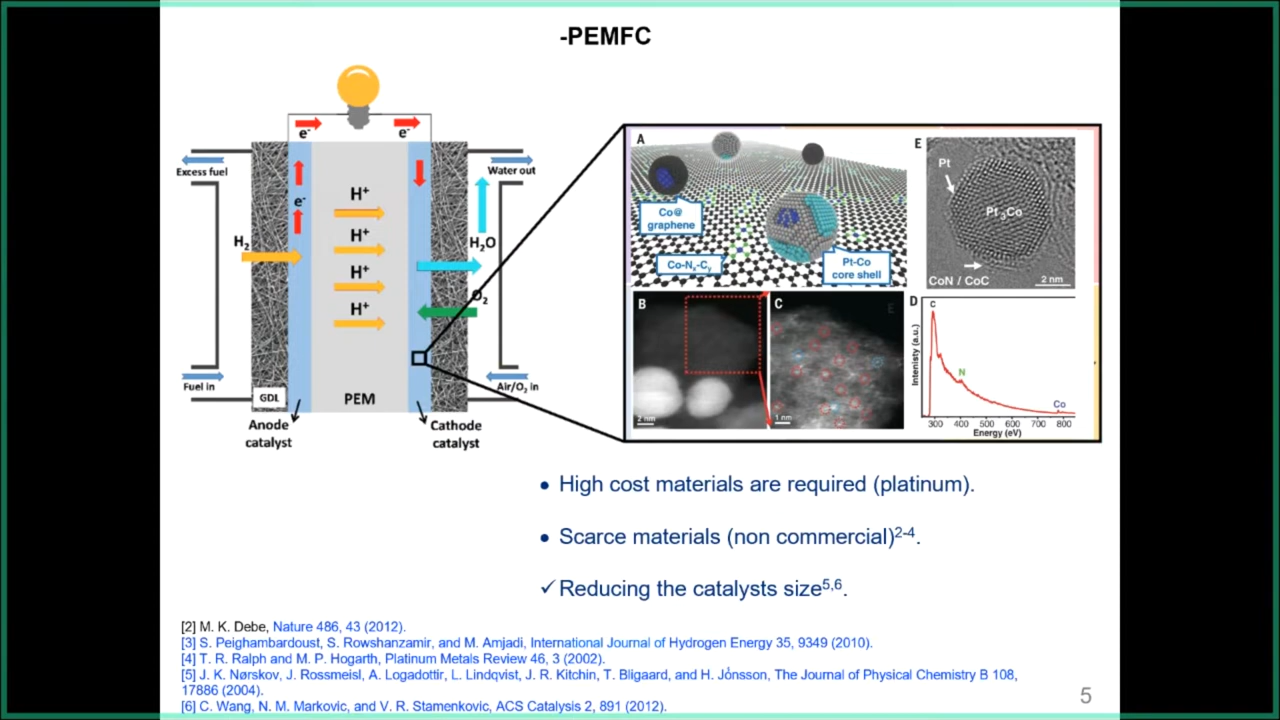 -PEMFC
e-
e-
Excess fuel
Water out
e-
H+
H+
H+
H+
H2
H2O
O2
Fuel in
Air/O2 In
GDL
PEM
Anode
catalyst
Cathode
catalyst
A
Co@
graphene
Co-Nx-Cy
Pt-Co
core shell
E
Pt
Pt3Co
CoN / CoC
2 nm
B
2 nm
C
1 nm
D
Intenisty (a.u.)
C
N
Co
300 400 500 600 700 800
Energy (eV)
• High cost materials are required (platinum).
• Scarce materials (non commercial)2-4.
✓ Reducing the catalysts size5,6.
[2] M. K. Debe, Nature 486, 43 (2012).
[3] S. Peighambardoust, S. Rowshanzamir, and M. Amjadi, International Journal of Hydrogen Energy 35, 9349 (2010).
[4] T. R. Ralph and M. P. Hogarth, Platinum Metals Review 46, 3 (2002).
[5] J. K. Nørskov, J. Rossmeisl, A. Logadottir, L. Lindqvist, J. R. Kitchin, T. Bligaard, and H. Jónsson, The Journal of Physical Chemistry B 108,
17886 (2004).
[6] C. Wang, N. M. Markovic, and V. R. Stamenkovic, ACS Catalysis 2, 891 (2012).
5